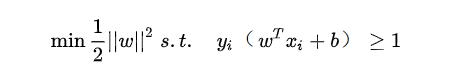 min 1/2 ||w||² s.t. y_i（w^T x_i + b） ≥ 1